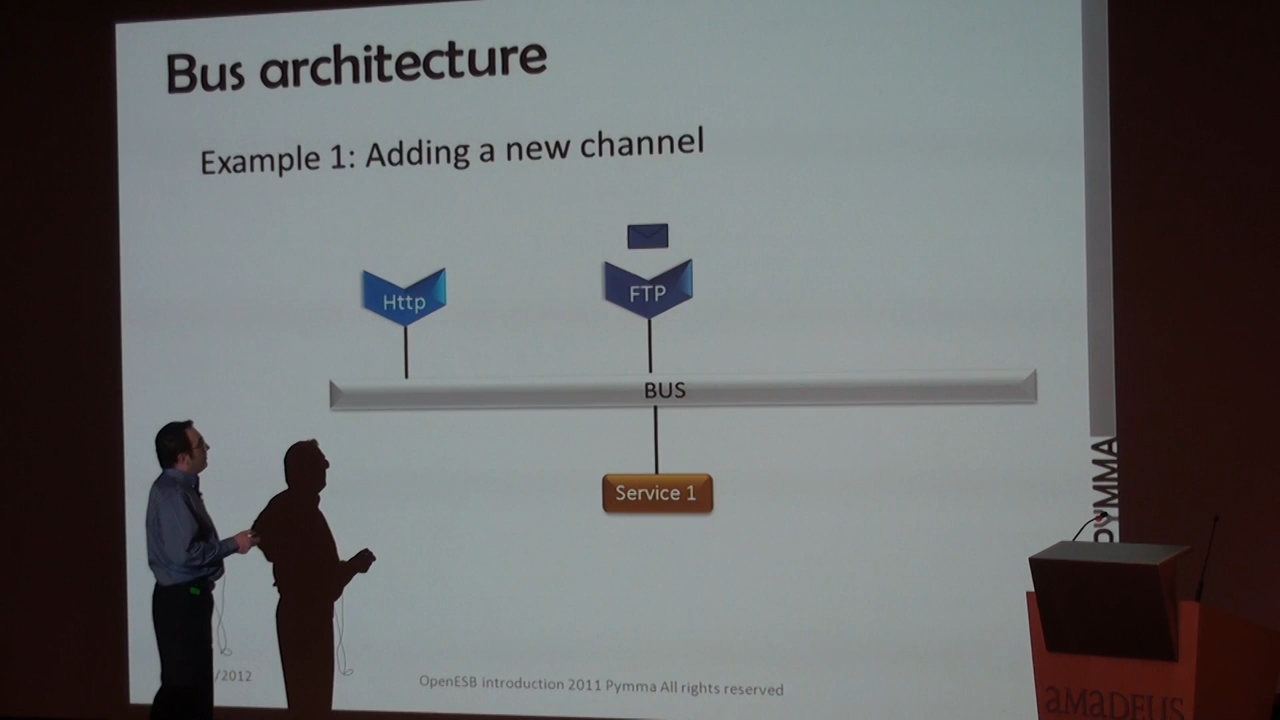 Bus architecture
Example 1: Adding a new channel
Http
FTP
BUS
Service 1
PYMMA
/2012
OpenESB introduction 2011 Pymma All rights reserved
amaDEUS